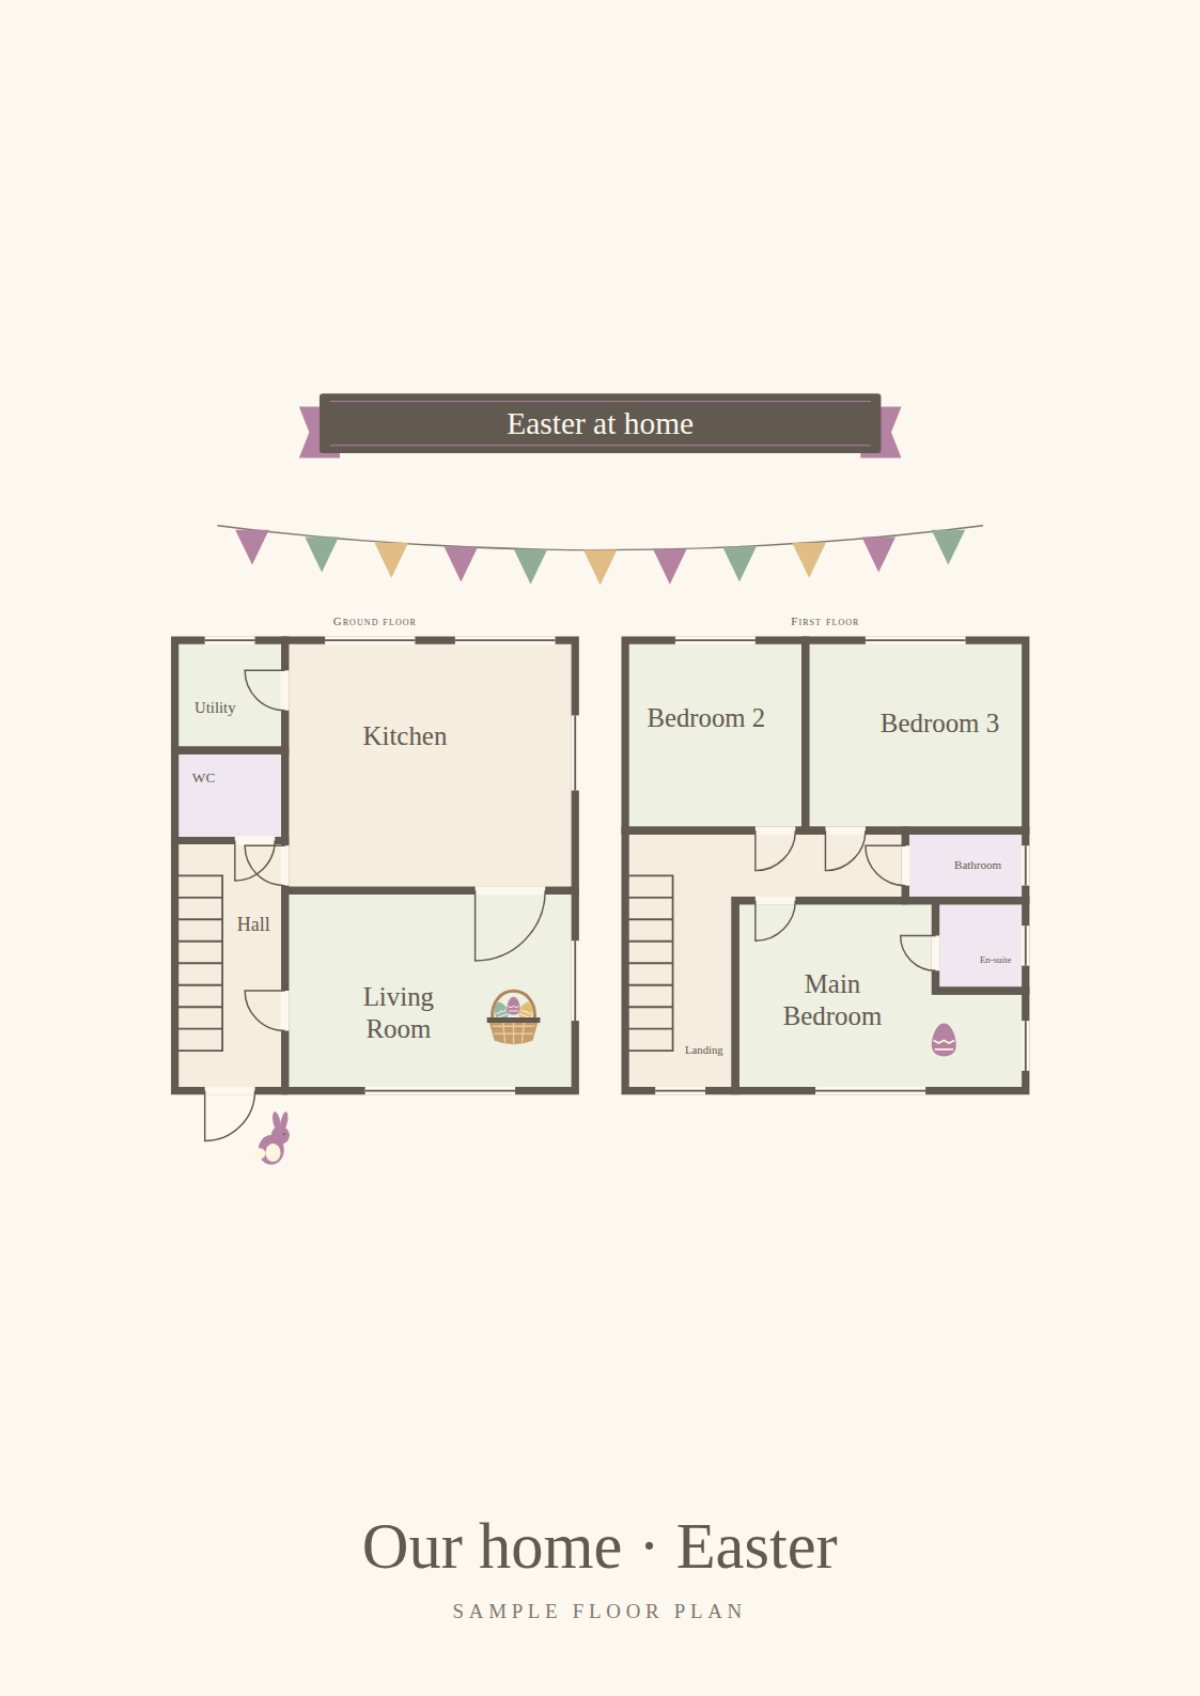 Easter at home
Ground floor
First floor
Utility
Kitchen
Bedroom 2
Bedroom 3
WC
Bathroom
Hall
En-suite
Living
Room
Main
Bedroom
Landing
Our home · Easter
SAMPLE FLOOR PLAN